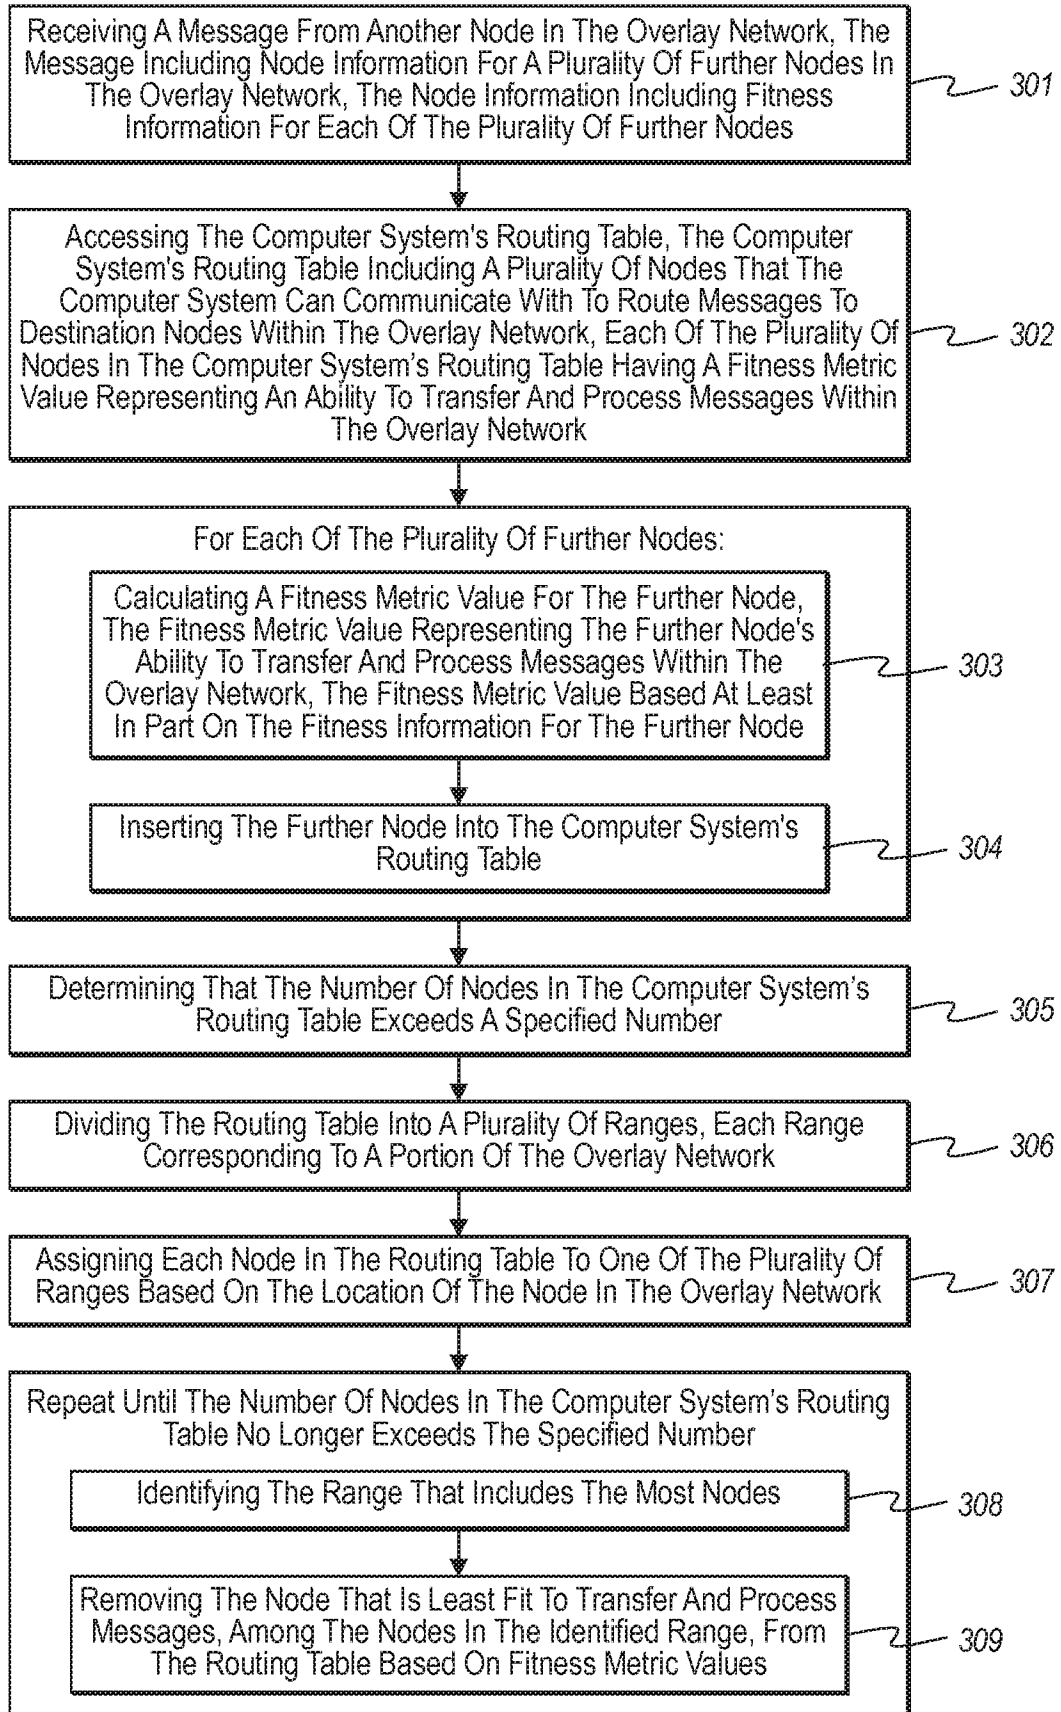 Receiving A Message From Another Node In The Overlay Network, The
Message Including Node Information For A Plurality Of Further Nodes In
The Overlay Network, The Node Information Including Fitness
Information For Each Of The Plurality Of Further Nodes
301
Accessing The Computer System's Routing Table, The Computer
System's Routing Table Including A Plurality Of Nodes That The
Computer System Can Communicate With To Route Messages To
Destination Nodes Within The Overlay Network, Each Of The Plurality Of
Nodes In The Computer System's Routing Table Having A Fitness Metric
Value Representing An Ability To Transfer And Process Messages Within
The Overlay Network
302
For Each Of The Plurality Of Further Nodes:
Calculating A Fitness Metric Value For The Further Node,
The Fitness Metric Value Representing The Further Node's
Ability To Transfer And Process Messages Within The
Overlay Network, The Fitness Metric Value Based At Least
In Part On The Fitness Information For The Further Node
303
Inserting The Further Node Into The Computer System's
Routing Table
304
Determining That The Number Of Nodes In The Computer System's
Routing Table Exceeds A Specified Number
305
Dividing The Routing Table Into A Plurality Of Ranges, Each Range
Corresponding To A Portion Of The Overlay Network
306
Assigning Each Node In The Routing Table To One Of The Plurality Of
Ranges Based On The Location Of The Node In The Overlay Network
307
Repeat Until The Number Of Nodes In The Computer System's Routing
Table No Longer Exceeds The Specified Number
Identifying The Range That Includes The Most Nodes
308
Removing The Node That Is Least Fit To Transfer And Process
Messages, Among The Nodes In The Identified Range, From
The Routing Table Based On Fitness Metric Values
309